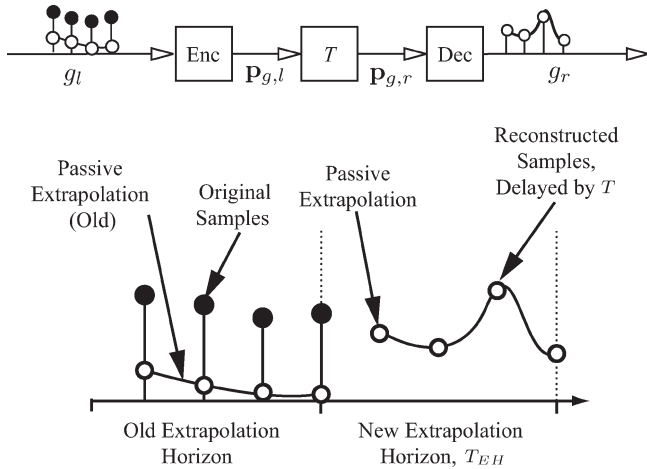 Enc
T
Dec
g_l
p_{g,l}
p_{g,r}
g_r
Passive
Extrapolation
(Old)
Original
Samples
Passive
Extrapolation
Reconstructed
Samples,
Delayed by T
Old Extrapolation
Horizon
New Extrapolation
Horizon, T_{EH}